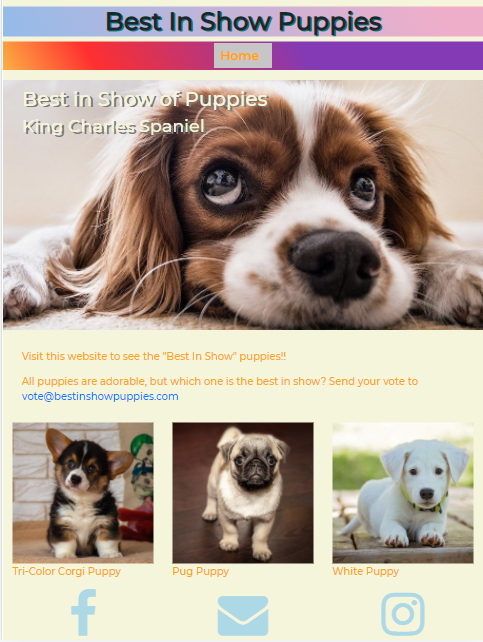 Best In Show Puppies
Home
Best in Show of Puppies
King Charles Spaniel
Visit this website to see the "Best In Show" puppies!!
All puppies are adorable, but which one is the best in show? Send your vote to
vote@bestinshowpuppies.com
Tri-Color Corgi Puppy
Pug Puppy
White Puppy